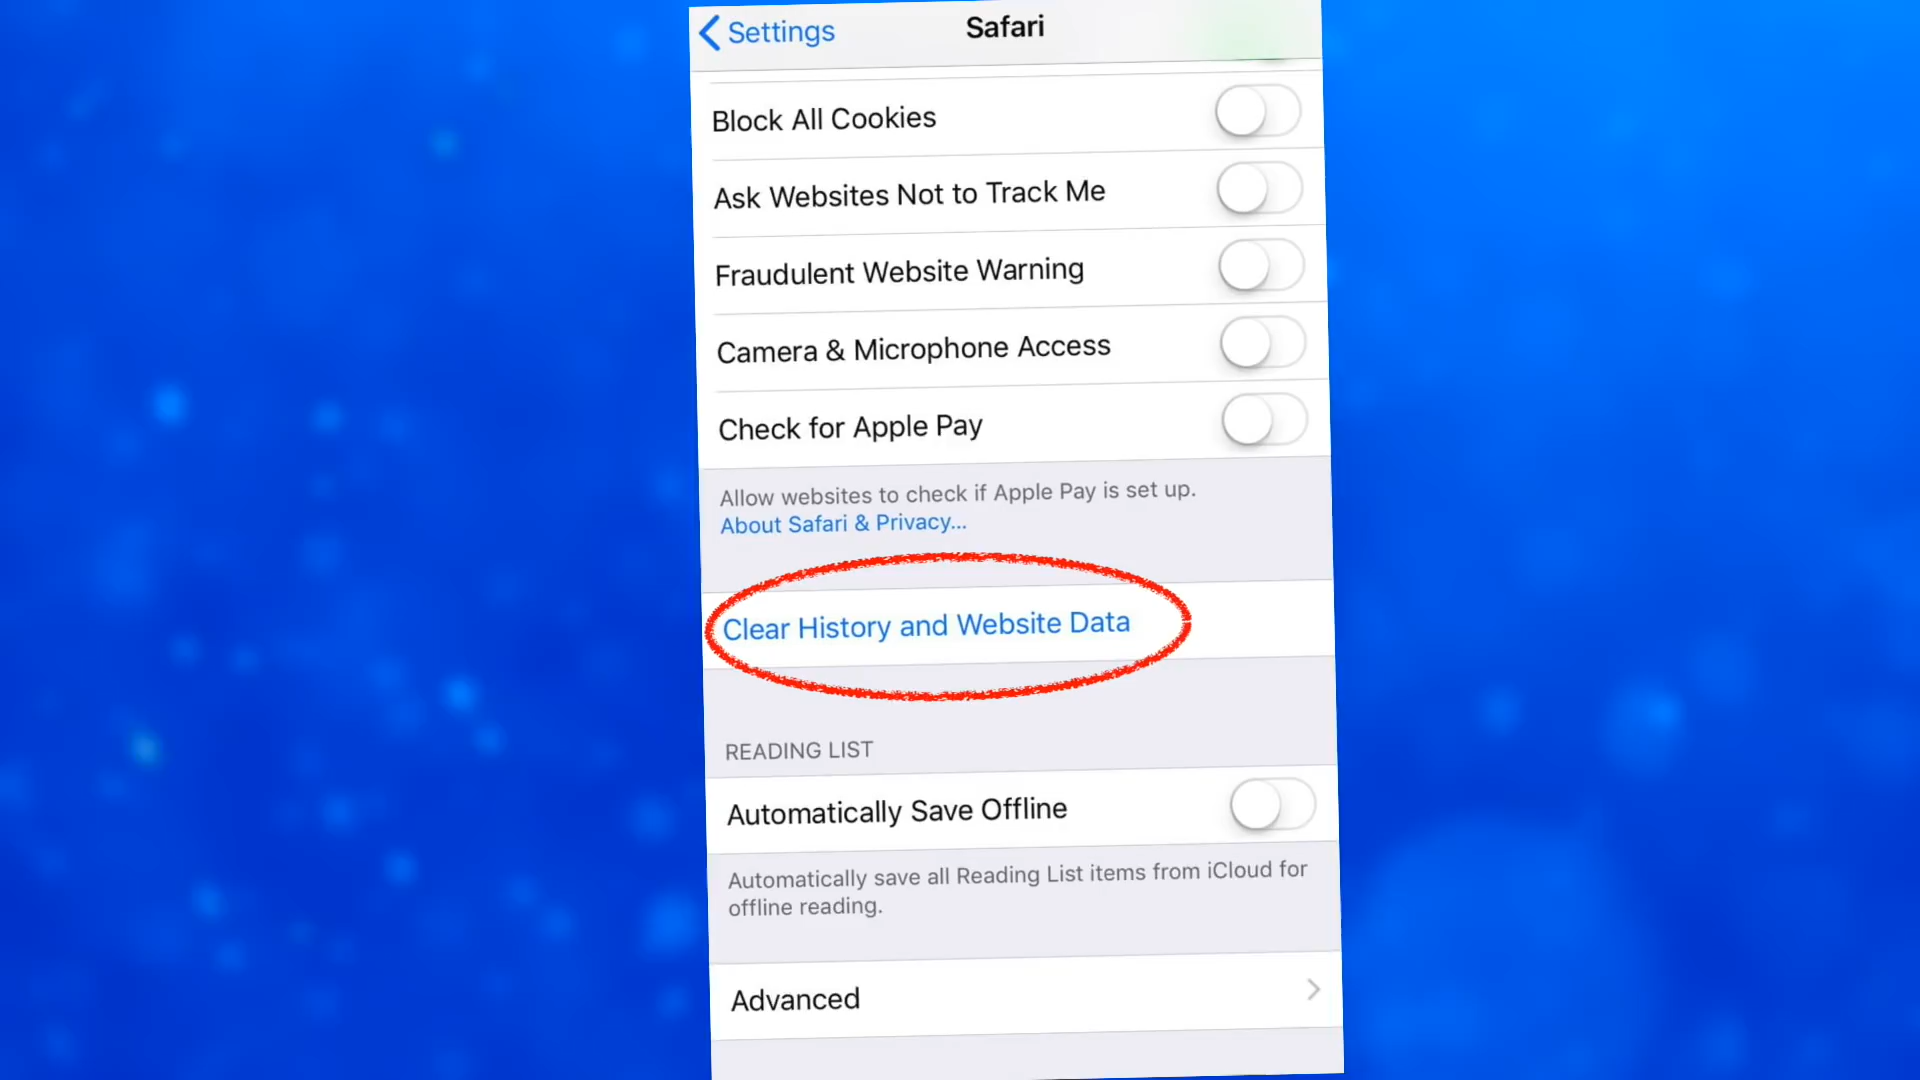 Settings
Safari
Block All Cookies
Ask Websites Not to Track Me
Fraudulent Website Warning
Camera & Microphone Access
Check for Apple Pay
Allow websites to check if Apple Pay is set up.
About Safari & Privacy...
Clear History and Website Data
READING LIST
Automatically Save Offline
Automatically save all Reading List items from iCloud for
offline reading.
Advanced